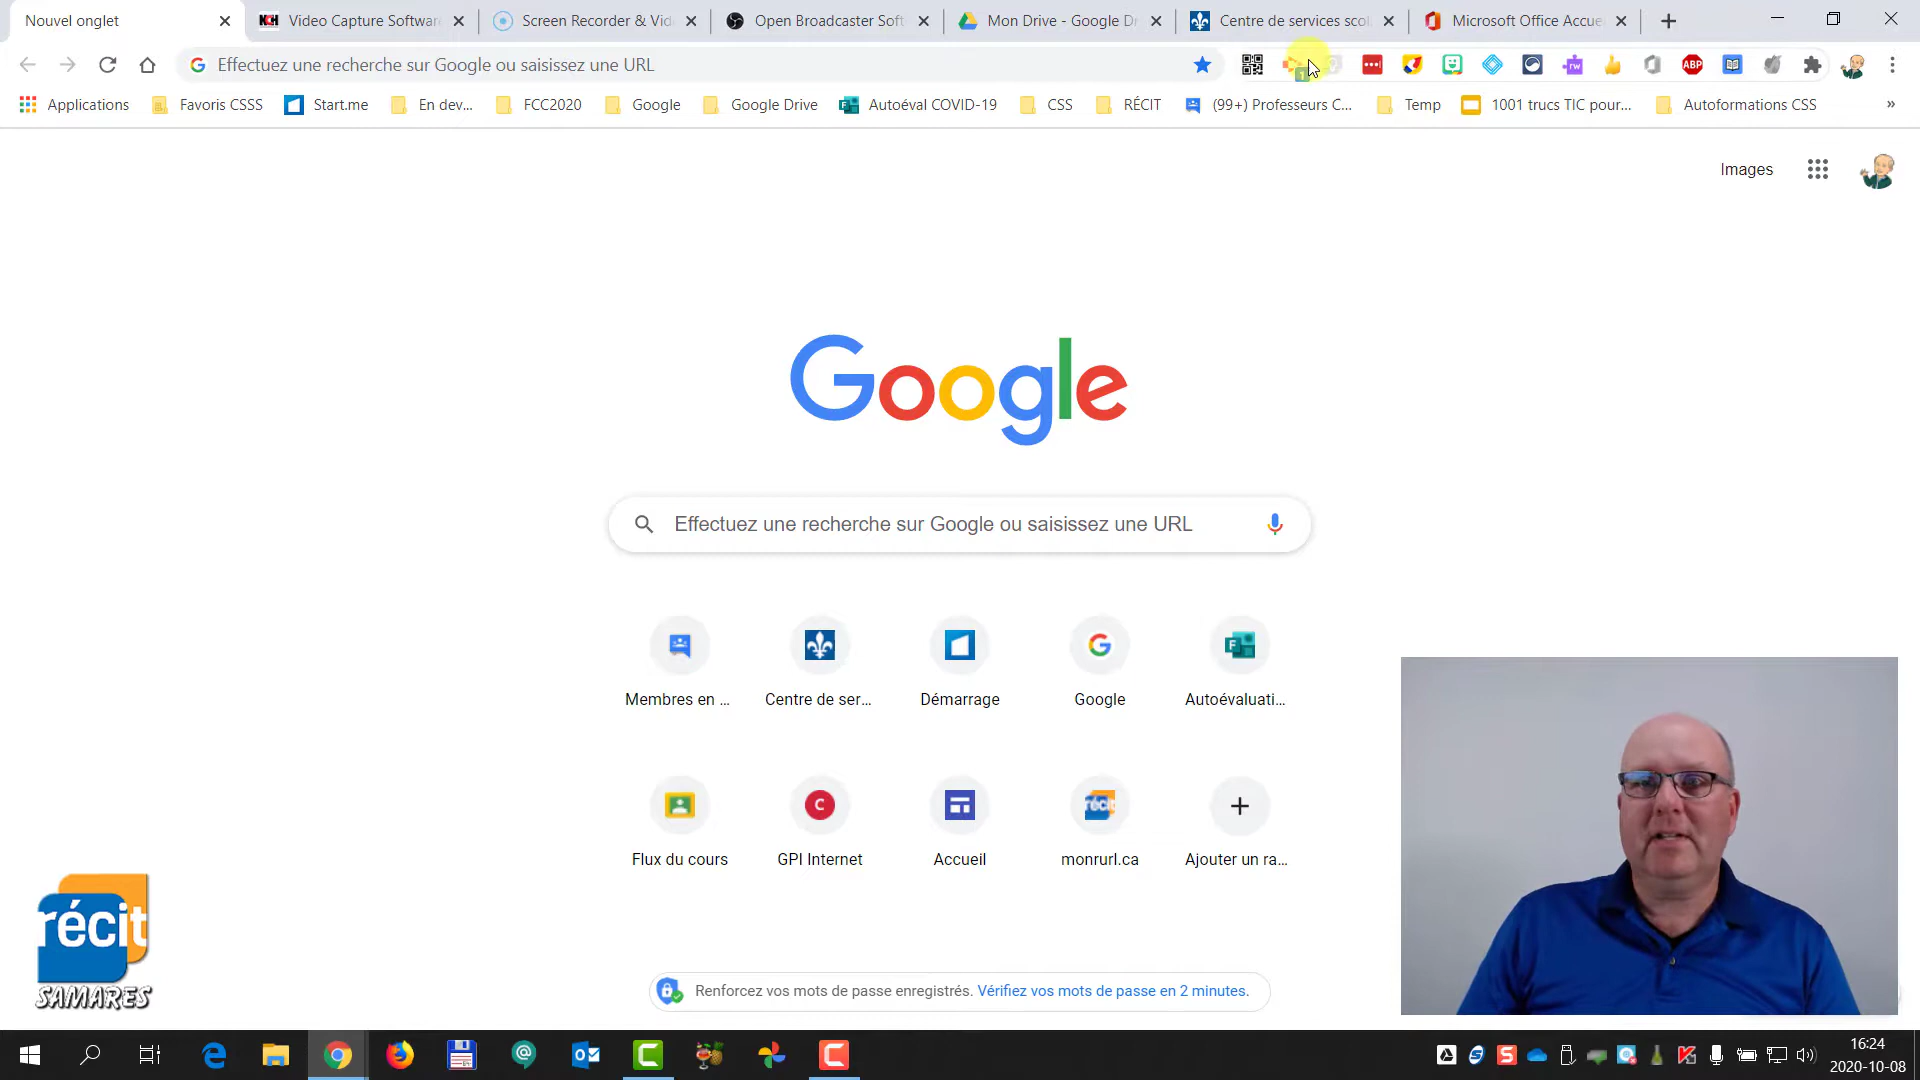 Nouvel onglet
Video Capture Software
Screen Recorder & Vid
Open Broadcaster Soft
Mon Drive - Google Dr
Centre de services scol
Microsoft Office Accue
Effectuez une recherche sur Google ou saisissez une URL
ABP
Applications
Favoris CSSS
Start.me
En dev...
FCC2020
Google
Google Drive
Autoéval COVID-19
CSS
RÉCIT
(99+) Professeurs C...
Temp
1001 trucs TIC pour...
Autoformations CSS
»
Images
Google
Effectuez une recherche sur Google ou saisissez une URL
Membres en ...
Centre de ser...
Démarrage
Google
Autoévaluati...
Flux du cours
GPI Internet
Accueil
monrurl.ca
Ajouter un ra...
récit
SAMARES
Renforcez vos mots de passe enregistrés. Vérifiez vos mots de passe en 2 minutes.
16:24
2020-10-08